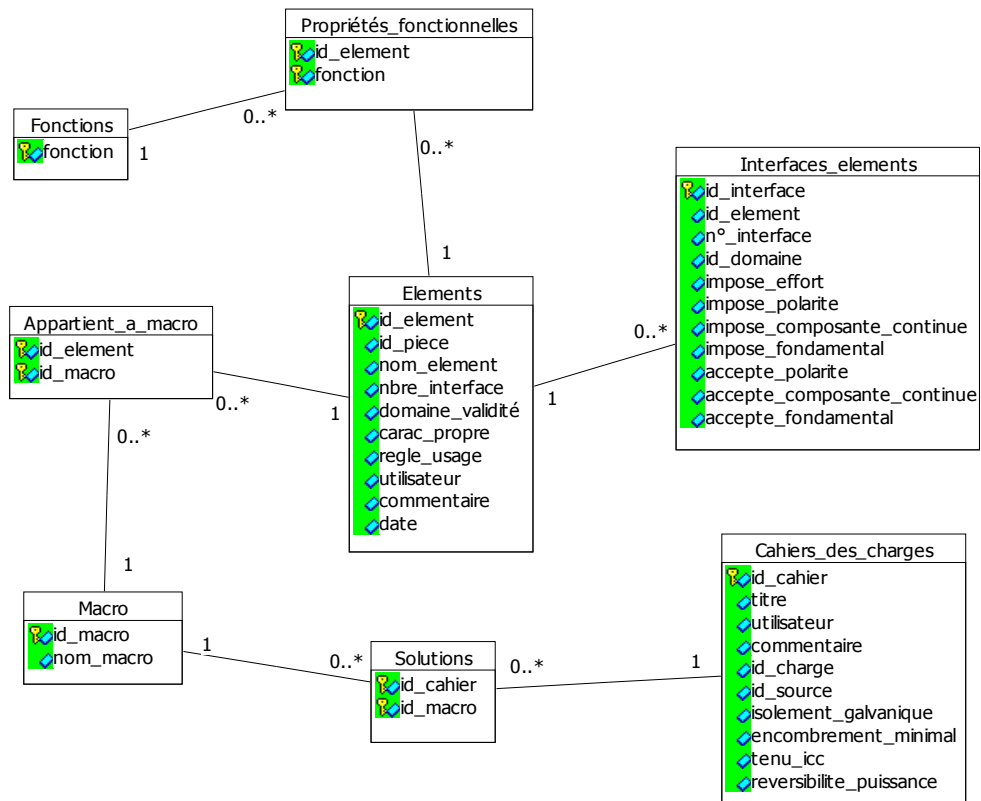 Propriétés_fonctionnelles
id_element
fonction
0..*
0..*
Fonctions
fonction
1
Interfaces_elements
id_interface
id_element
n°_interface
id_domaine
impose_effort
impose_polarite
impose_composante_continue
impose_fondamental
accepte_polarite
accepte_composante_continue
accepte_fondamental
0..*
1
1
Elements
id_element
id_piece
nom_element
nbre_interface
domaine_validité
carac_propre
regle_usage
utilisateur
commentaire
date
1
Appartient_a_macro
id_element
id_macro
0..*
0..*
1
Macro
id_macro
nom_macro
1
0..*
Solutions
id_cahier
id_macro
0..*
1
Cahiers_des_charges
id_cahier
titre
utilisateur
commentaire
id_charge
id_source
isolement_galvanique
encombrement_minimal
tenu_icc
reversibilite_puissance